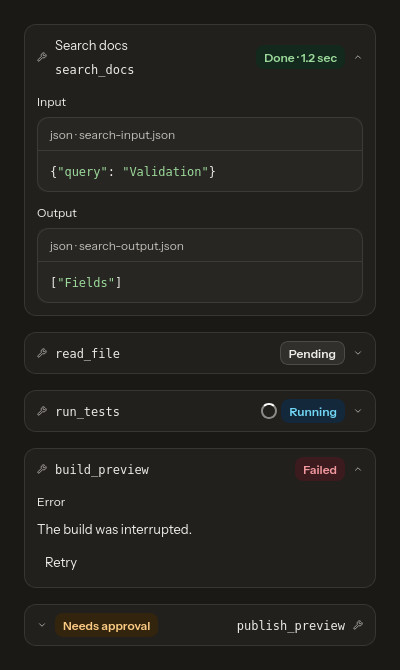 Search docs
search_docs
Done · 1.2 sec
Input
json · search-input.json
{"query": "Validation"}
Output
json · search-output.json
["Fields"]
read_file
Pending
run_tests
Running
build_preview
Failed
Error
The build was interrupted.
Retry
Needs approval
publish_preview